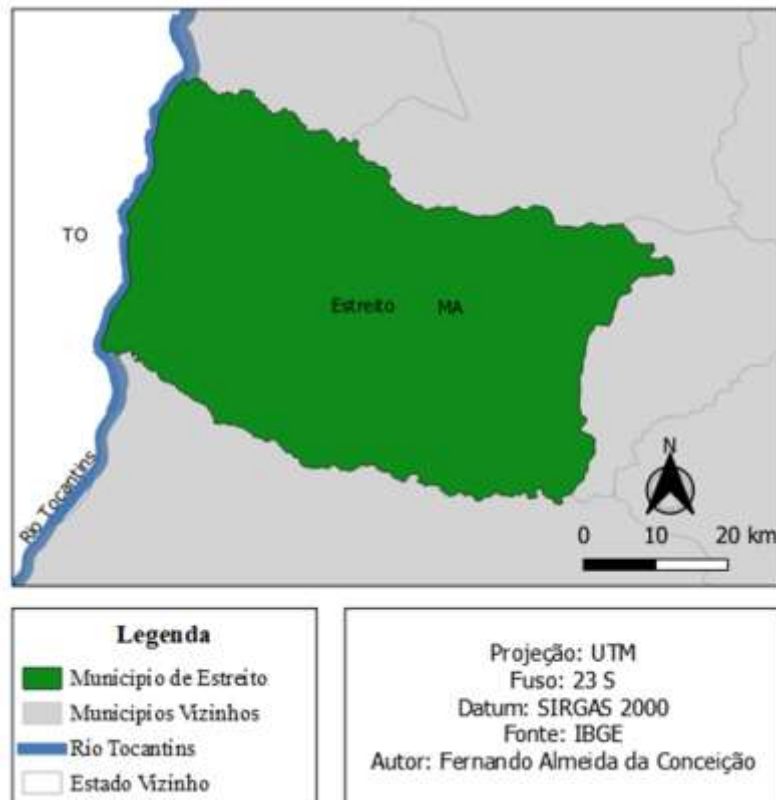 TO
Estreito MA
Rio Tocantins
N
0 10 20 km
Legenda
Municipio de Estreito
Municipios Vizinhos
Rio Tocantins
Estado Vizinho
Projeção: UTM
Fuso: 23 S
Datum: SIRGAS 2000
Fonte: IBGE
Autor: Fernando Almeida da Conceição